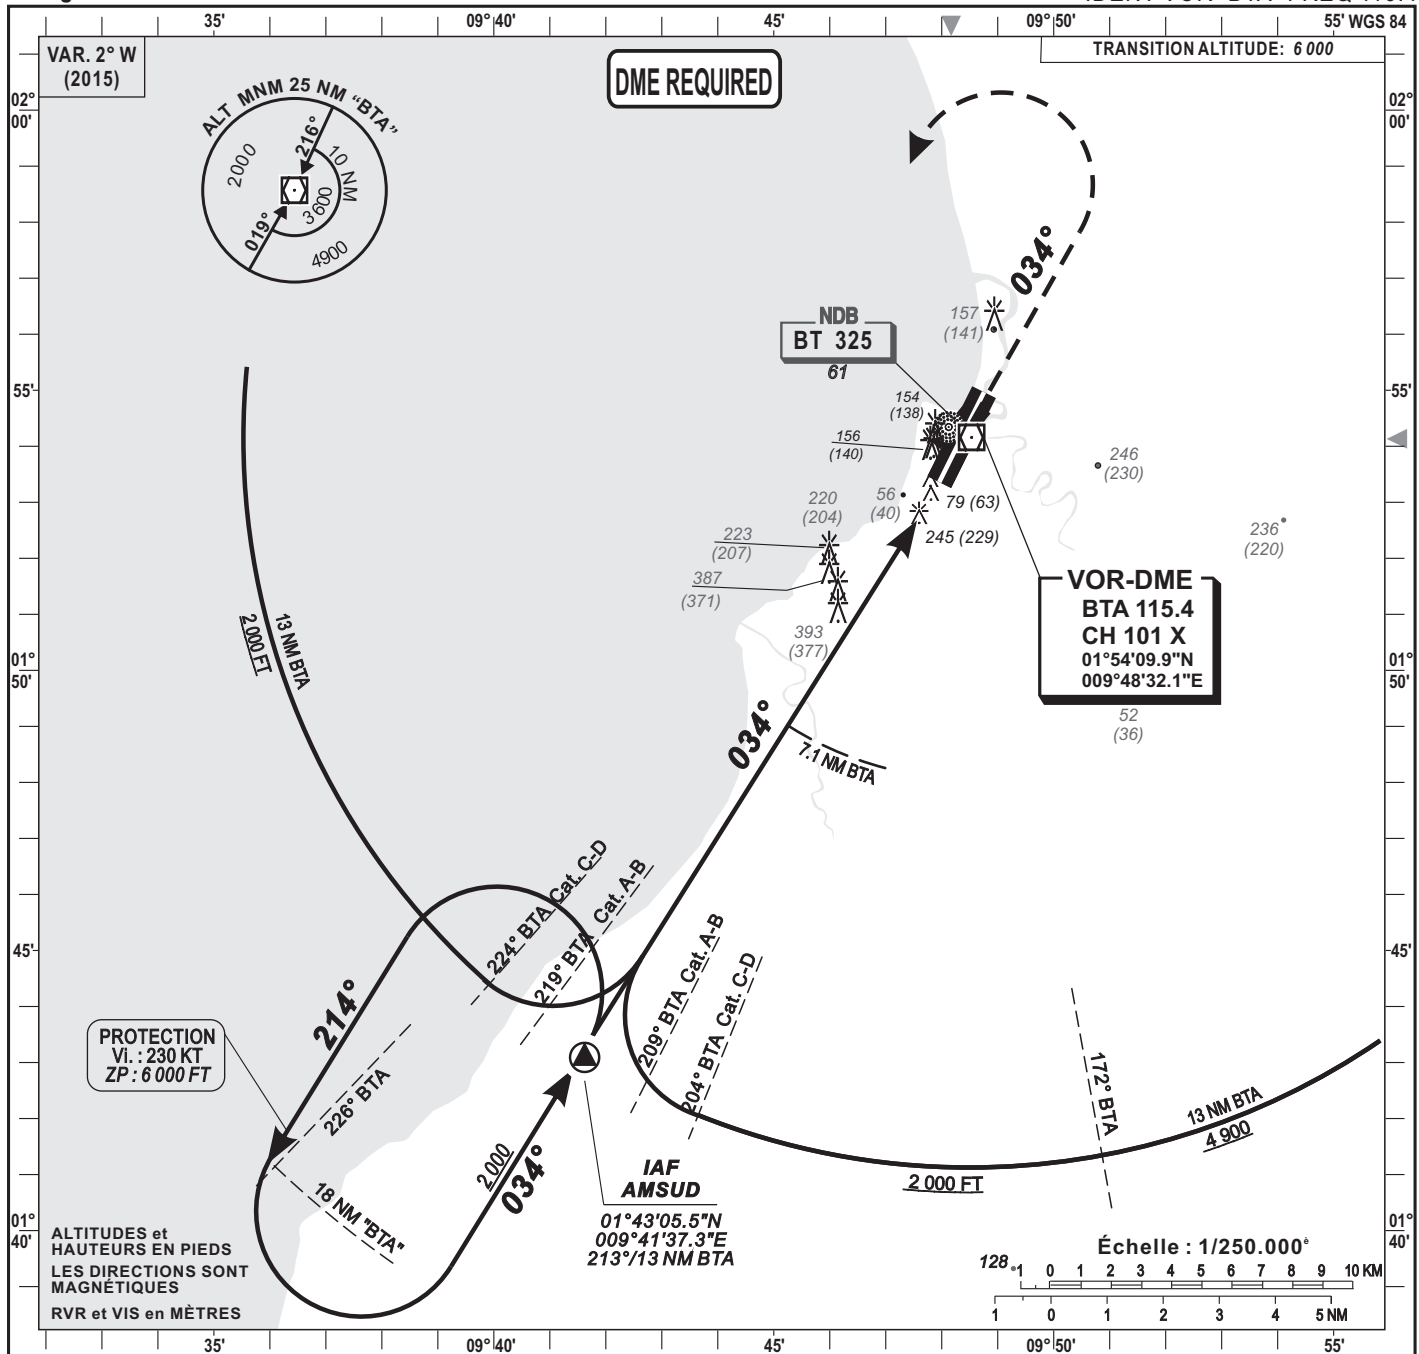 35'
09°40'
45'
09°50'
55' WGS 84
VAR. 2° W
(2015)
DME REQUIRED
TRANSITION ALTITUDE: 6 000
ALT MNM 25 NM "BTA"
216°
10 NM
2000
3600
019°
4900
02°
00'
02°
00'
034°
157
(141)
NDB
BT 325
61
55'
55'
154
(138)
156
(140)
246
(230)
56
(40)
79 (63)
245 (229)
236
(220)
220
(204)
223
(207)
387
(371)
393
(377)
VOR-DME
BTA 115.4
CH 101 X
01°54'09.9"N
009°48'32.1"E
52
(36)
13 NM BTA
2 000 FT
01°
50'
01°
50'
034°
7.1 NM BTA
224° BTA Cat. C-D
219° BTA Cat. A-B
209° BTA Cat. A-B
204° BTA Cat. C-D
45'
45'
214°
PROTECTION
Vi. : 230 KT
ZP : 6 000 FT
226° BTA
172° BTA
13 NM BTA
4 900
2 000 FT
2 000
034°
18 NM "BTA"
IAF
AMSUD
01°43'05.5"N
009°41'37.3"E
213°/13 NM BTA
01°
40'
01°
40'
ALTITUDES et
HAUTEURS EN PIEDS
LES DIRECTIONS SONT
MAGNÉTIQUES
RVR et VIS en MÈTRES
128
Échelle : 1/250.000è
1 0 1 2 3 4 5 6 7 8 9 10 KM
1 0 1 2 3 4 5 NM
35'
09°40'
45'
09°50'
55'